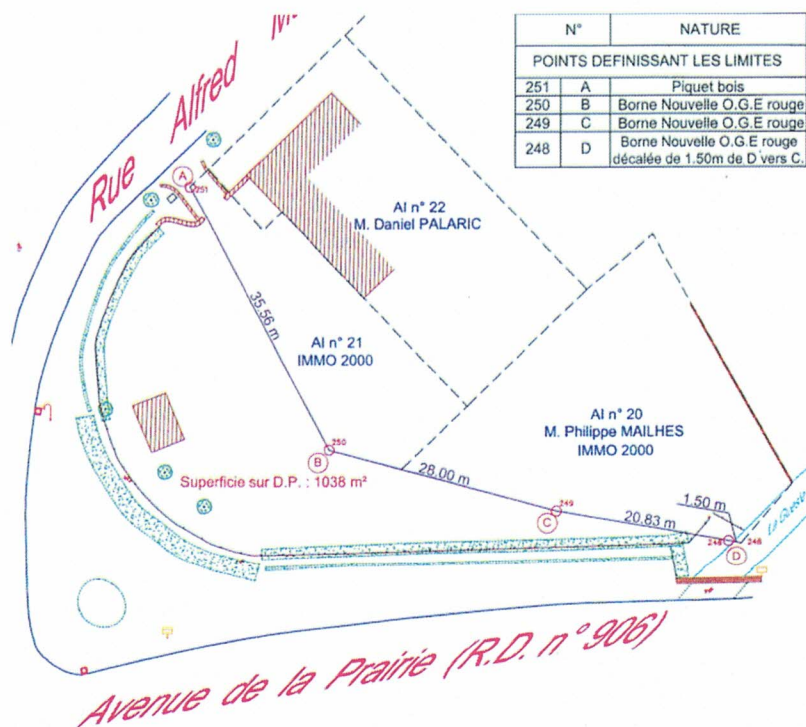 N° NATURE
POINTS DEFINISSANT LES LIMITES
251 A Piquet bois
250 B Borne Nouvelle O.G.E rouge
249 C Borne Nouvelle O.G.E rouge
248 D Borne Nouvelle O.G.E rouge
décalée de 1.50m de D vers C.
Rue Alfred
A
251
AI n° 22
M. Daniel PALARIC
35.56 m
AI n° 21
IMMO 2000
AI n° 20
M. Philippe MAILHES
IMMO 2000
250
B
Superficie sur D.P. : 1038 m²
28.00 m
249
C
20.83 m
1.50 m
248
248
D
Avenue de la Prairie (R.D. n° 906)